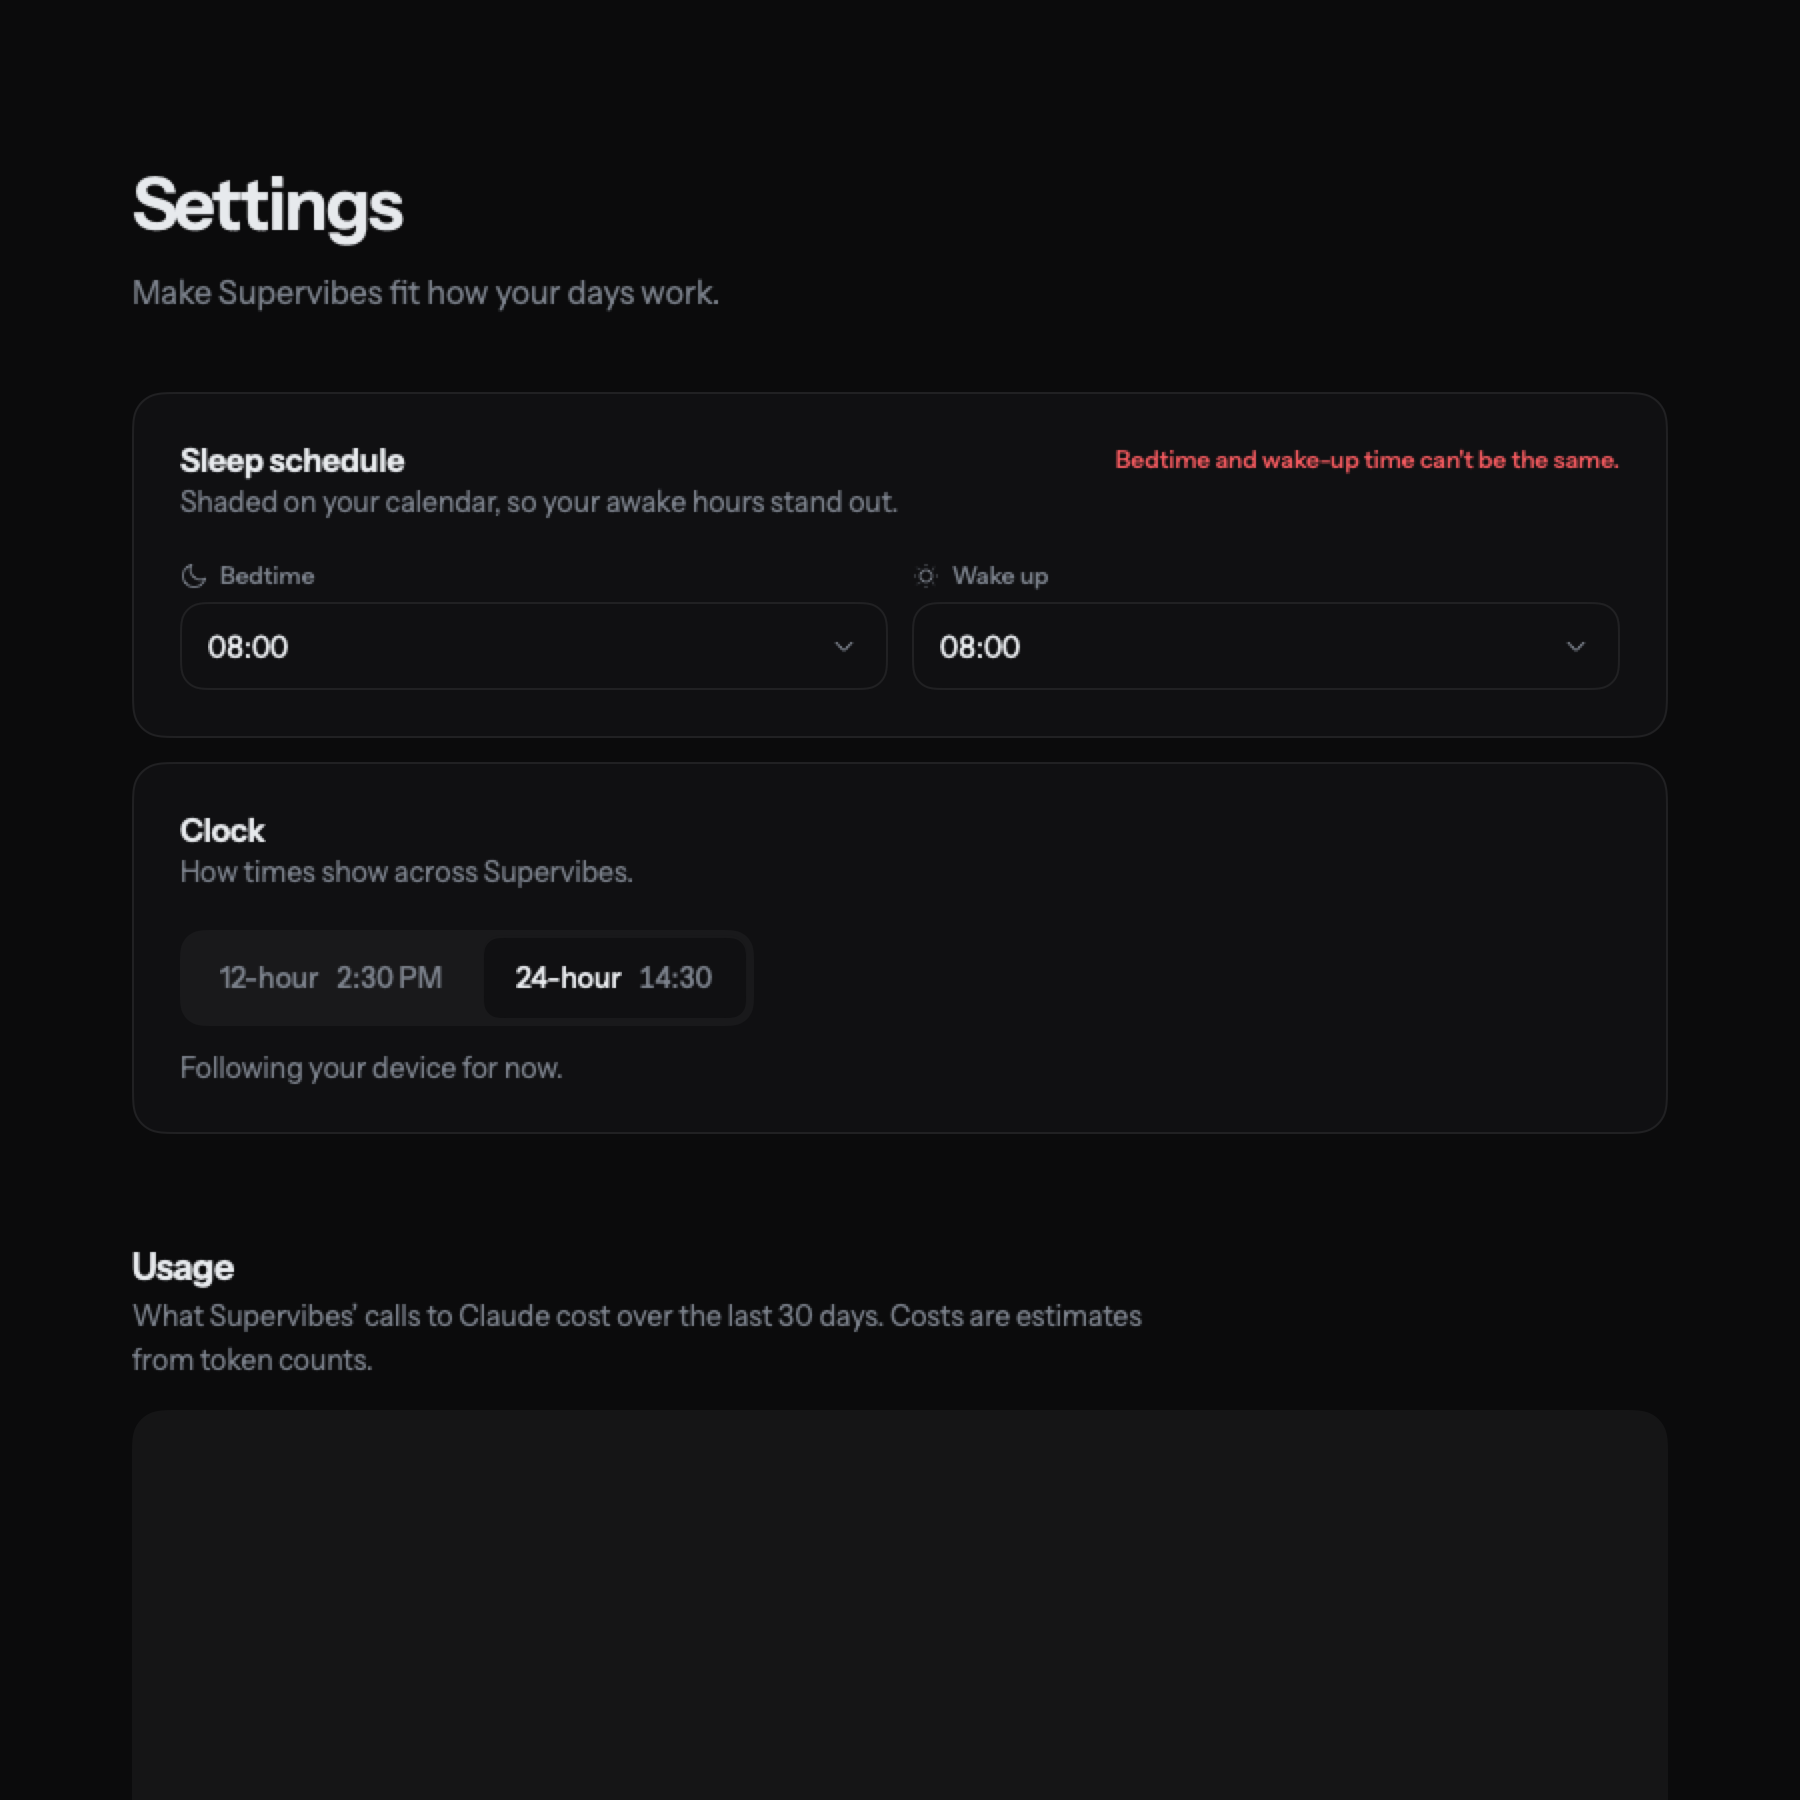 Settings
Make Supervibes fit how your days work.
Sleep schedule
Bedtime and wake-up time can't be the same.
Shaded on your calendar, so your awake hours stand out.
Bedtime
Wake up
08:00
08:00
Clock
How times show across Supervibes.
12-hour 2:30 PM 24-hour 14:30
Following your device for now.
Usage
What Supervibes’ calls to Claude cost over the last 30 days. Costs are estimates
from token counts.